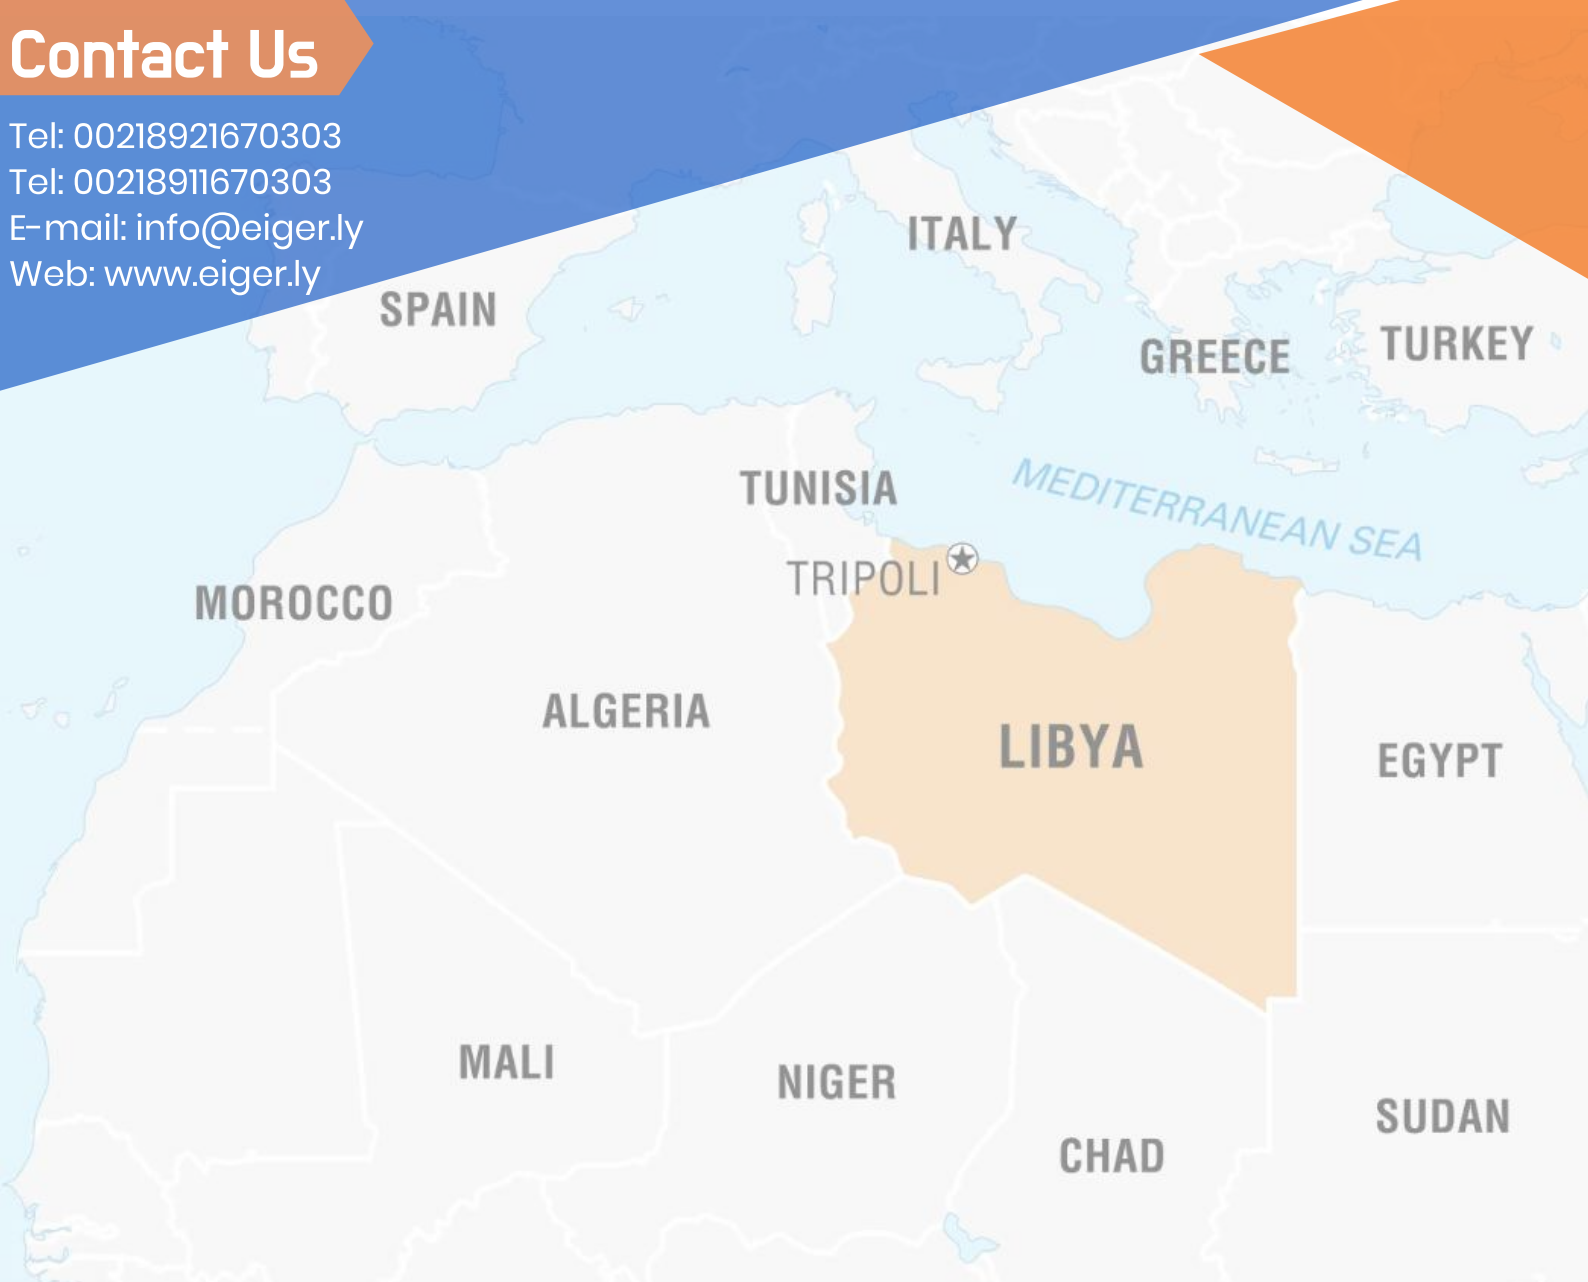 Contact Us
Tel: 00218921670303
Tel: 00218911670303
E-mail: info@eiger.ly
Web: www.eiger.ly
ITALY
SPAIN
GREECE
TURKEY
TUNISIA
MEDITERRANEAN SEA
TRIPOLI
MOROCCO
ALGERIA
LIBYA
EGYPT
MALI
NIGER
SUDAN
CHAD